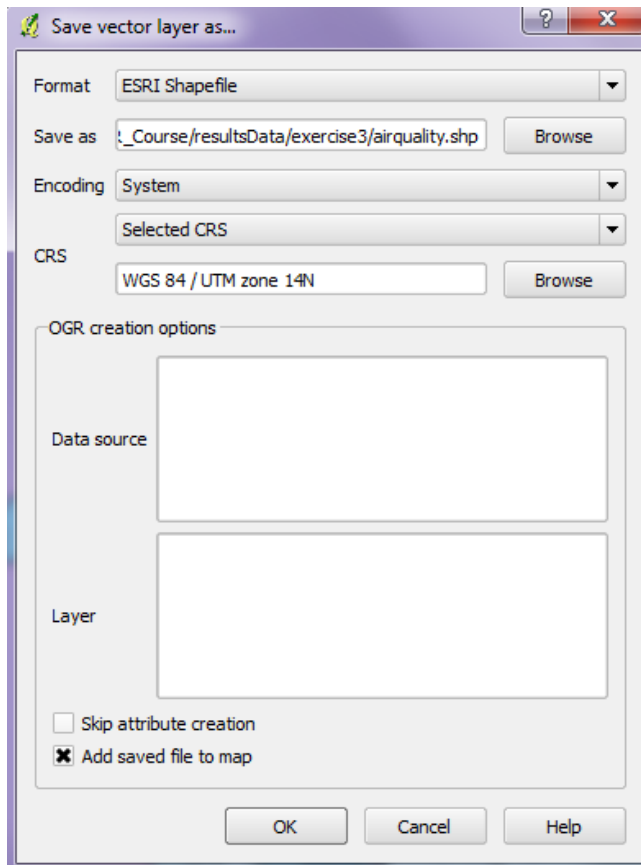 Save vector layer as...
?
X
Format ESRI Shapefile
Save as _Course/resultsData/exercise3/airquality.shp Browse
Encoding System
Selected CRS
CRS
WGS 84 / UTM zone 14N Browse
OGR creation options
Data source
Layer
Skip attribute creation
Add saved file to map
OK Cancel Help